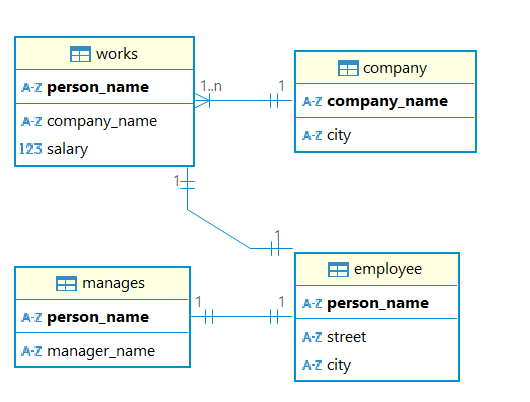 works
A-Z person_name
A-Z company_name
123 salary
1..n
1
company
A-Z company_name
A-Z city
1
1
manages
A-Z person_name
A-Z manager_name
1
1
employee
A-Z person_name
A-Z street
A-Z city